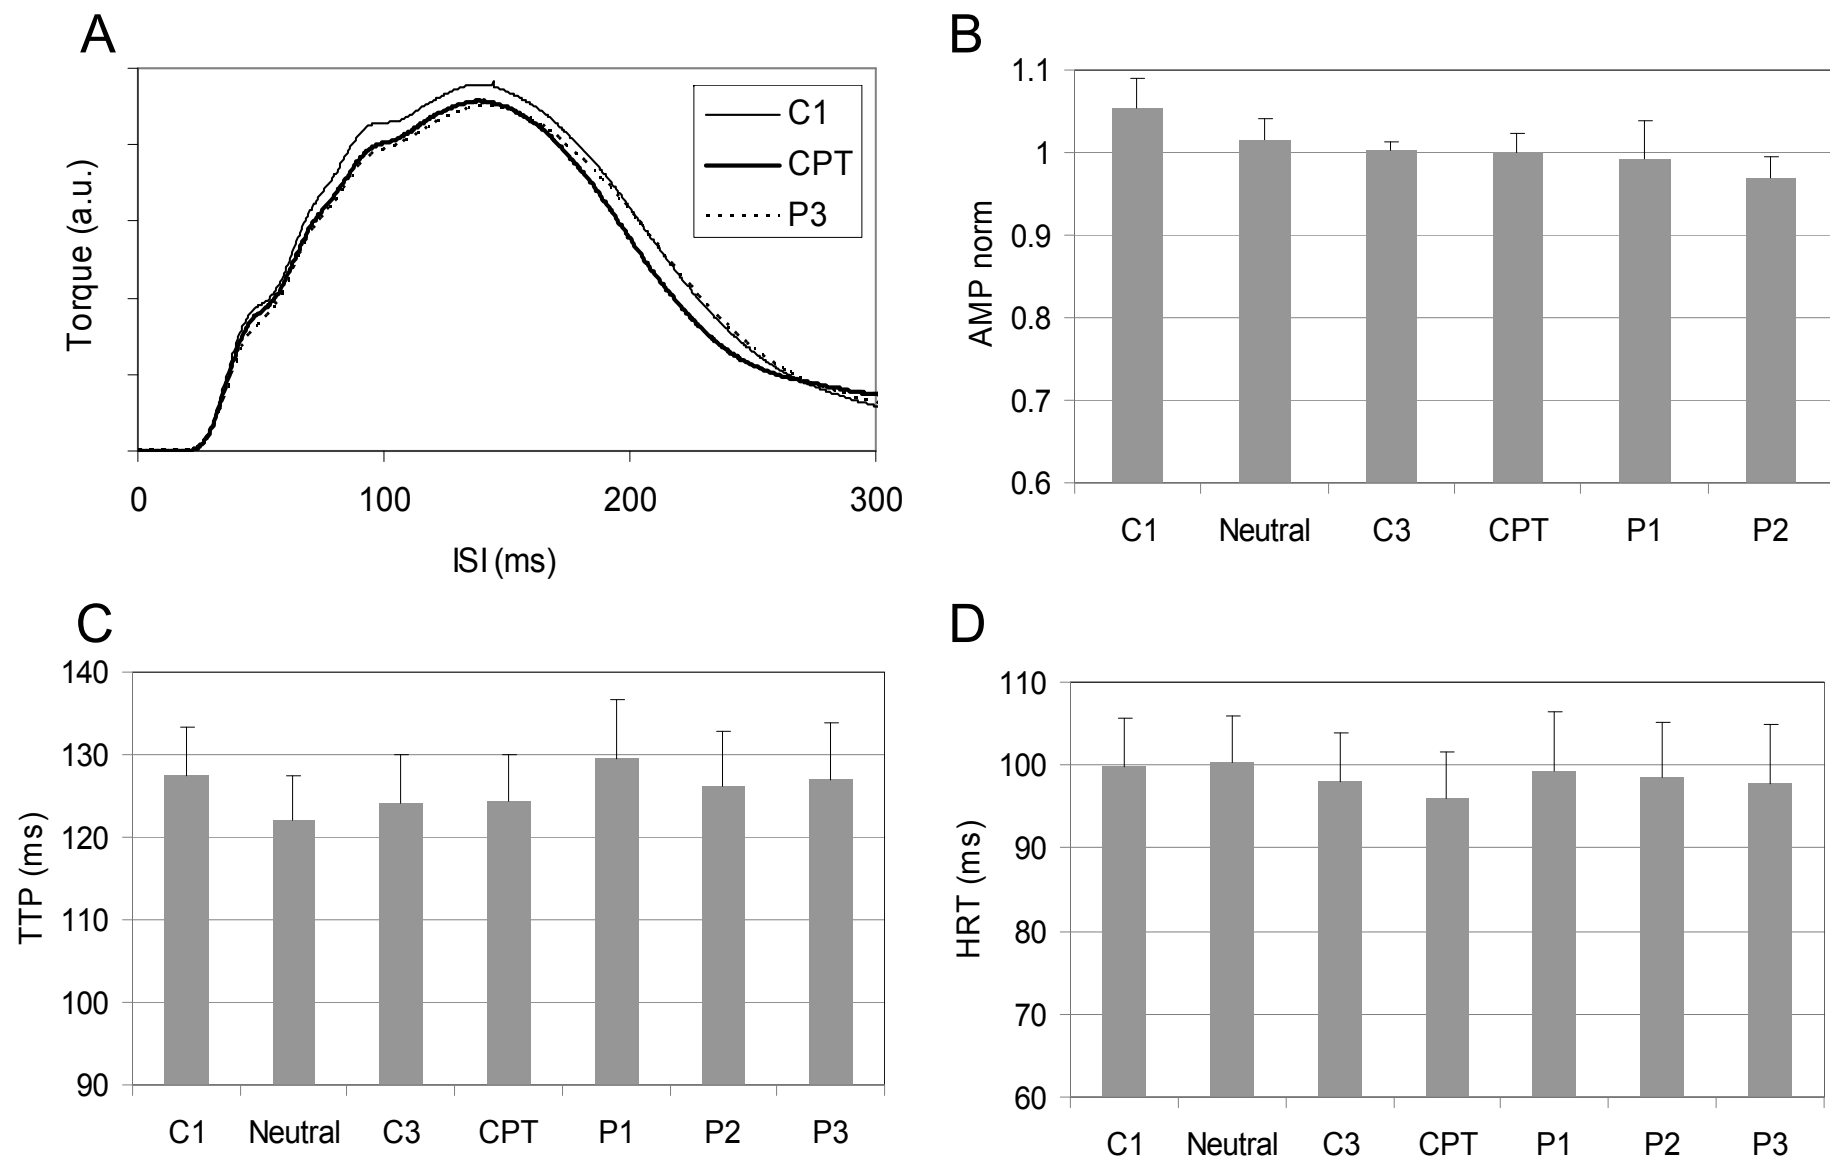 A
Torque (a.u.)
C1
CPT
P3
0 100 200 300
ISI (ms)
B
AMP norm
1.1
1
0.9
0.8
0.7
0.6
C1 Neutral C3 CPT P1 P2
C
TTP (ms)
140
130
120
110
100
90
C1 Neutral C3 CPT P1 P2 P3
D
HRT (ms)
110
100
90
80
70
60
C1 Neutral C3 CPT P1 P2 P3